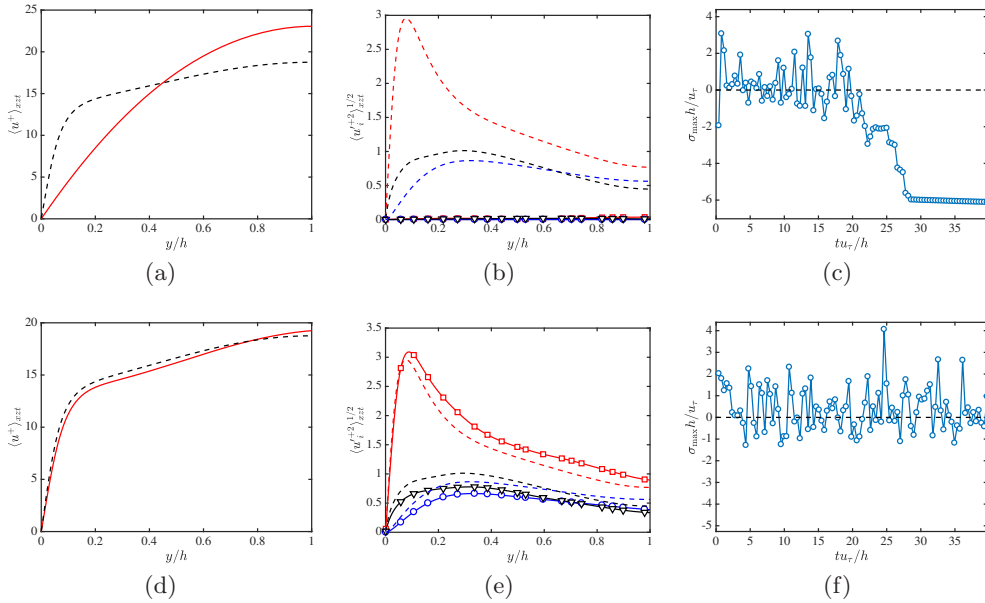 25
20
15
10
5
0
0 0.2 0.4 0.6 0.8 1
y/h
⟨u⁺⟩xzt
(a)
3
2.5
2
1.5
1
0.5
0
0 0.2 0.4 0.6 0.8 1
y/h
⟨u′ᵢ⁺²⟩xzt^1/2
(b)
4
2
0
-2
-4
-6
0 5 10 15 20 25 30 35
tuτ/h
σmax h/uτ
(c)
20
15
10
5
0
0 0.2 0.4 0.6 0.8 1
y/h
⟨u⁺⟩xzt
(d)
3.5
3
2.5
2
1.5
1
0.5
0
0 0.2 0.4 0.6 0.8 1
y/h
⟨u′ᵢ⁺²⟩xzt^1/2
(e)
4
3
2
1
0
-1
-2
-3
-4
-5
0 5 10 15 20 25 30 35
tuτ/h
σmax h/uτ
(f)